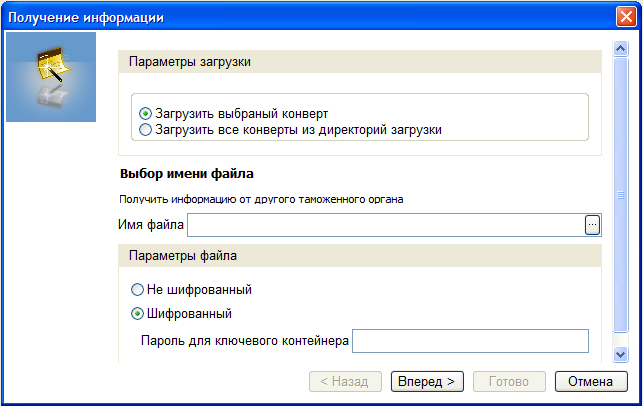 Получение информации
Параметры загрузки
Загрузить выбраный конверт
Загрузить все конверты из директорий загрузки
Выбор имени файла
Получить информацию от другого таможенного органа
Имя файла ...
Параметры файла
Не шифрованный
Шифрованный
Пароль для ключевого контейнера
< Назад Вперед > Готово Отмена